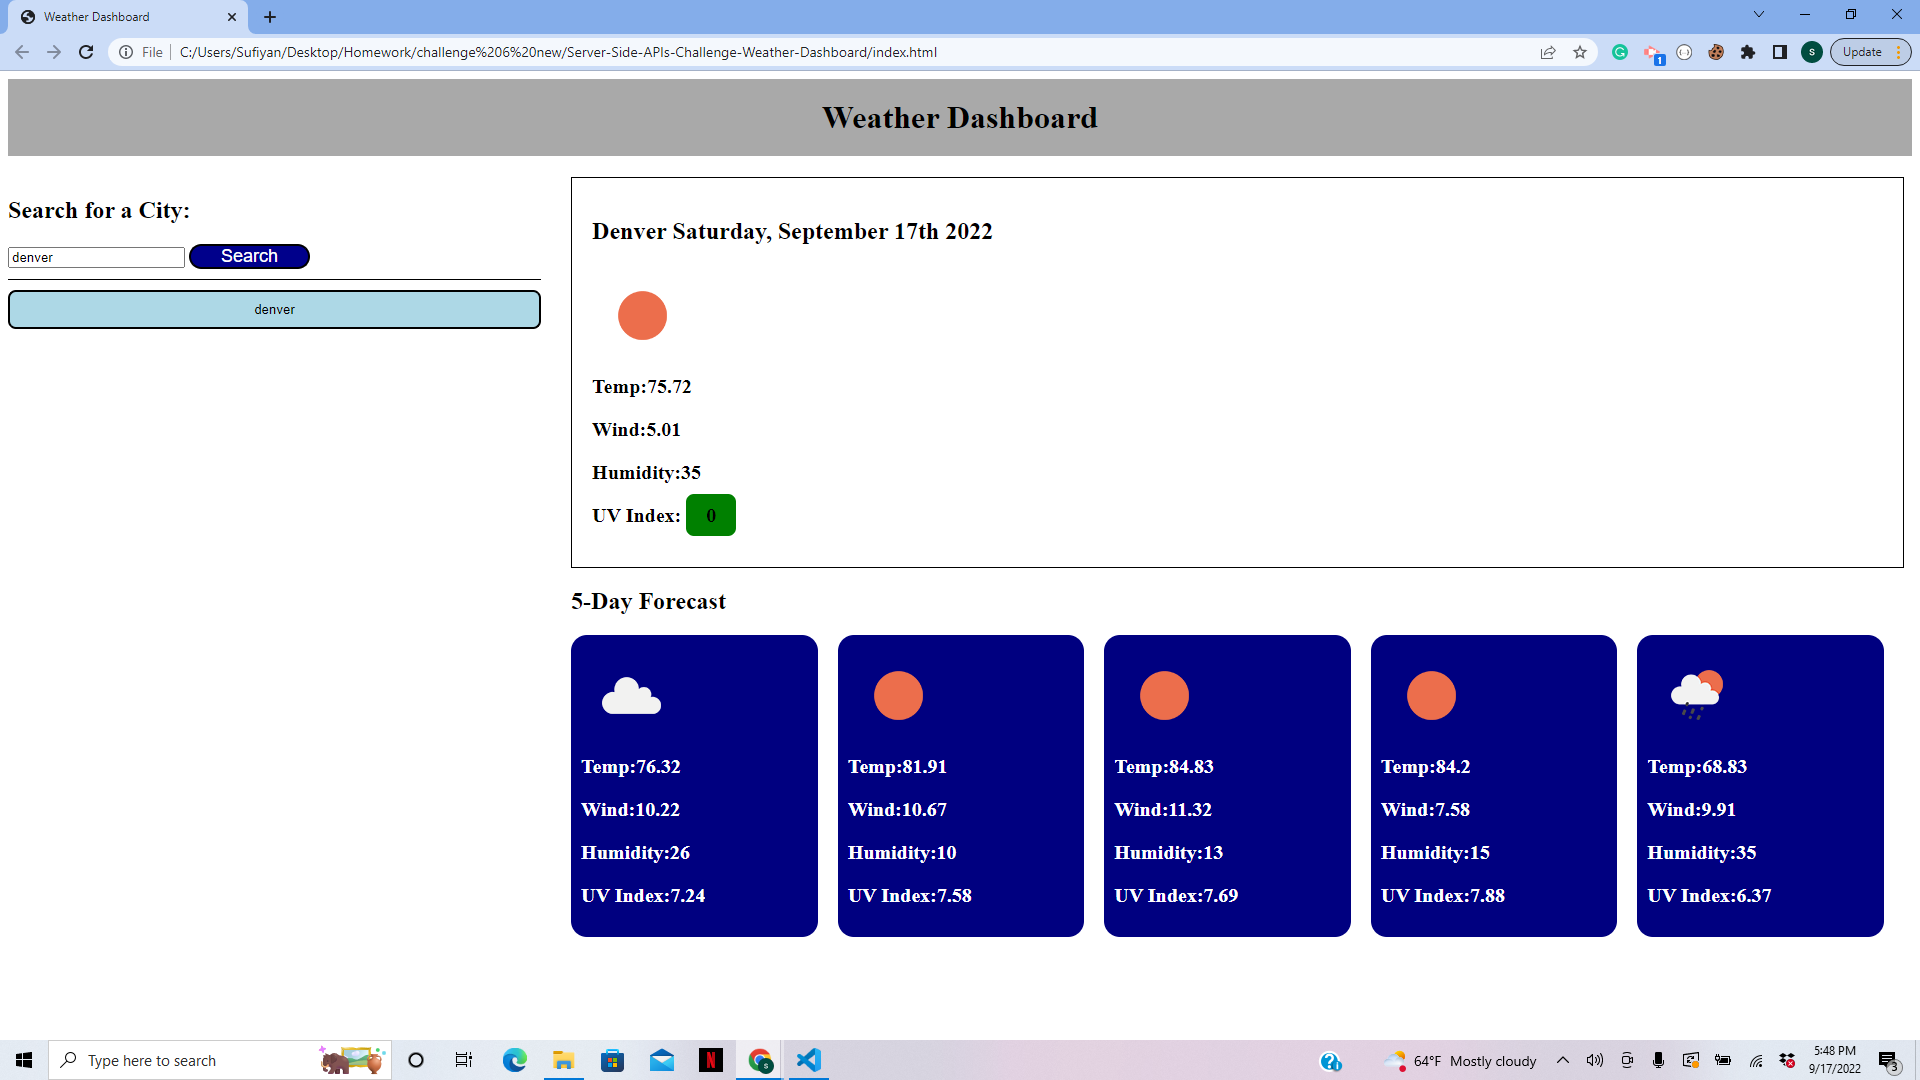 Weather Dashboard
File
C:/Users/Sufiyan/Desktop/Homework/challenge%206%20new/Server-Side-APIs-Challenge-Weather-Dashboard/index.html
1
S
Update
Weather Dashboard
Search for a City:
denver
Search
denver
Denver Saturday, September 17th 2022
Temp:75.72
Wind:5.01
Humidity:35
UV Index: 0
5-Day Forecast
Temp:76.32
Wind:10.22
Humidity:26
UV Index:7.24
Temp:81.91
Wind:10.67
Humidity:10
UV Index:7.58
Temp:84.83
Wind:11.32
Humidity:13
UV Index:7.69
Temp:84.2
Wind:7.58
Humidity:15
UV Index:7.88
Temp:68.83
Wind:9.91
Humidity:35
UV Index:6.37
Type here to search
N
S
64°F Mostly cloudy
5:48 PM
9/17/2022
3